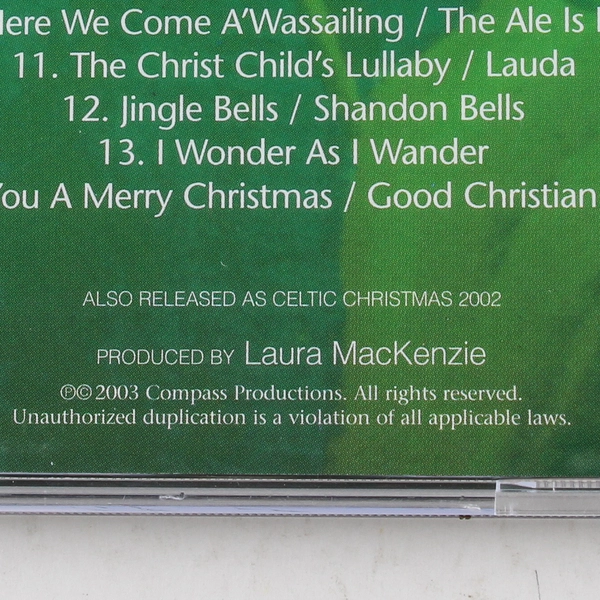 Here We Come A'Wassailing / The Ale Is
11. The Christ Child's Lullaby / Lauda
12. Jingle Bells / Shandon Bells
13. I Wonder As I Wander
You A Merry Christmas / Good Christian
ALSO RELEASED AS CELTIC CHRISTMAS 2002
PRODUCED BY Laura MacKenzie
℗© 2003 Compass Productions. All rights reserved.
Unauthorized duplication is a violation of all applicable laws.